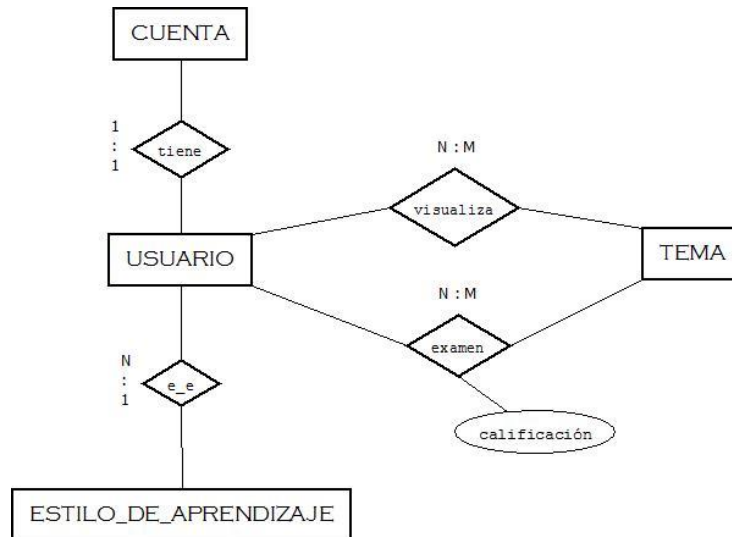 CUENTA
1
:
1
tiene
N : M
visualiza
USUARIO
TEMA
N : M
examen
N
:
1
e_e
calificación
ESTILO_DE_APRENDIZAJE